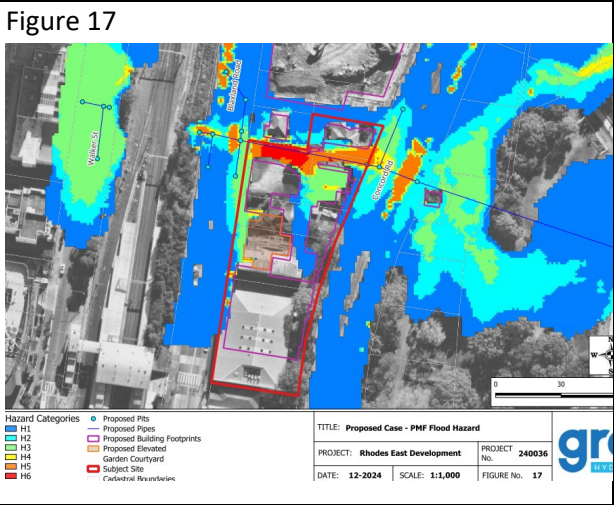 Figure 17
Walker St
Blaxland Road
Concord Rd
N
W
0 30
Hazard Categories
H1
H2
H3
H4
H5
H6
Proposed Pits
Proposed Pipes
Proposed Building Footprints
Proposed Elevated
Garden Courtyard
Subject Site
Cadastral Boundaries
TITLE: Proposed Case - PMF Flood Hazard
PROJECT: Rhodes East Development
PROJECT
No. 240036
DATE: 12-2024
SCALE: 1:1,000
FIGURE No. 17
gr
HYD